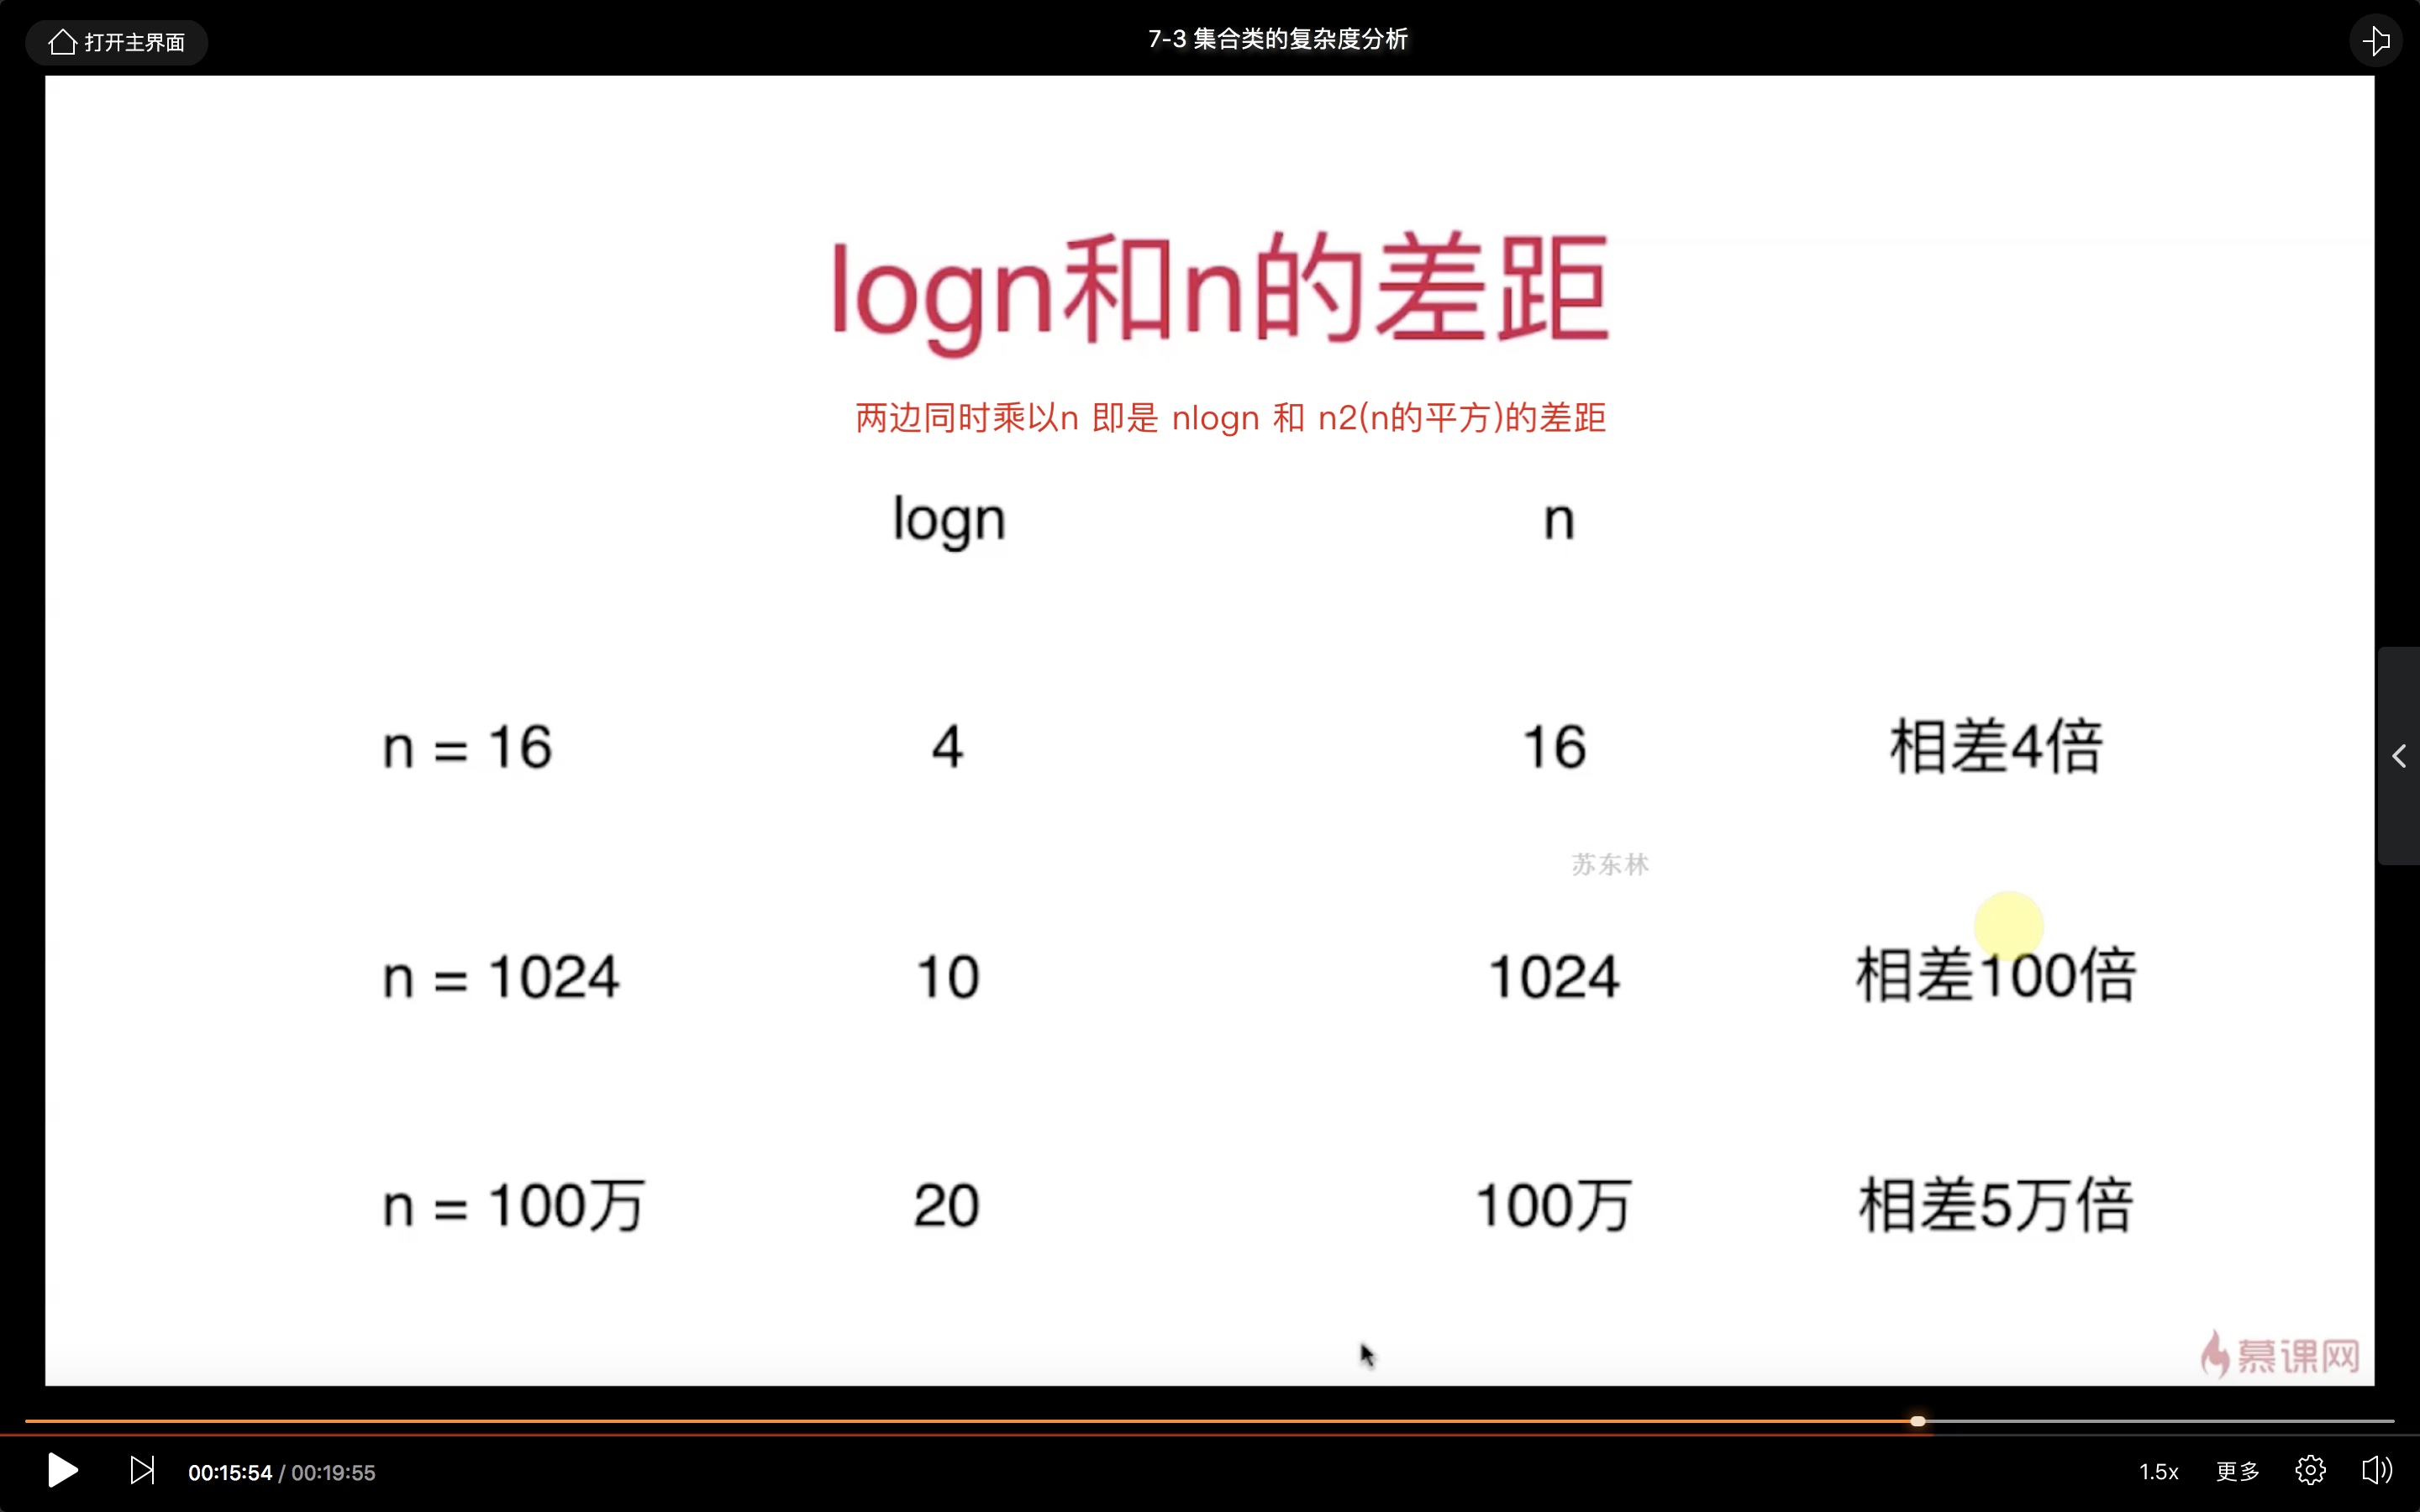 打开主界面
7-3 集合类的复杂度分析
logn和n的差距
两边同时乘以n 即是 nlogn 和 n2(n的平方)的差距
logn n
n = 16 4 16 相差4倍
苏东林
n = 1024 10 1024 相差100倍
n = 100万 20 100万 相差5万倍
慕课网
00:15:54 / 00:19:55 1.5x 更多